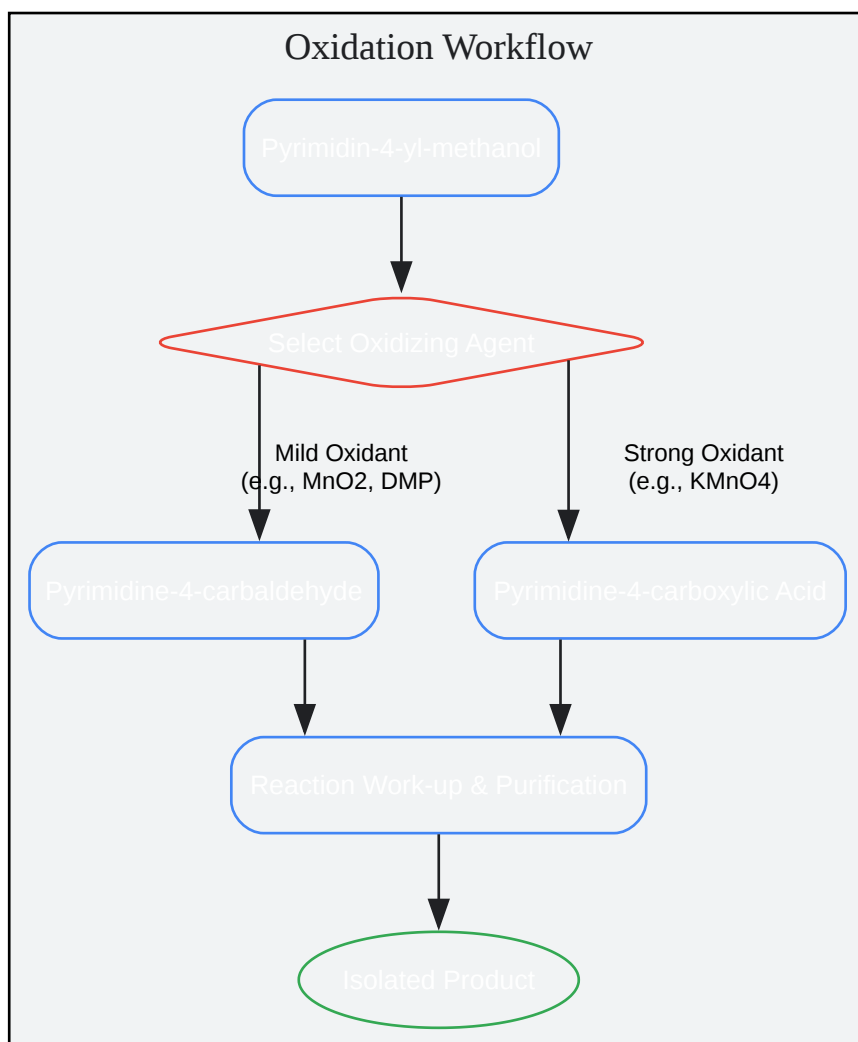 Oxidation Workflow
Pyrimidin-4-yl-methanol
Select Oxidizing Agent
Mild Oxidant
(e.g., MnO2, DMP)
Strong Oxidant
(e.g., KMnO4)
Pyrimidine-4-carbaldehyde
Pyrimidine-4-carboxylic Acid
Reaction Work-up & Purification
Isolated Product